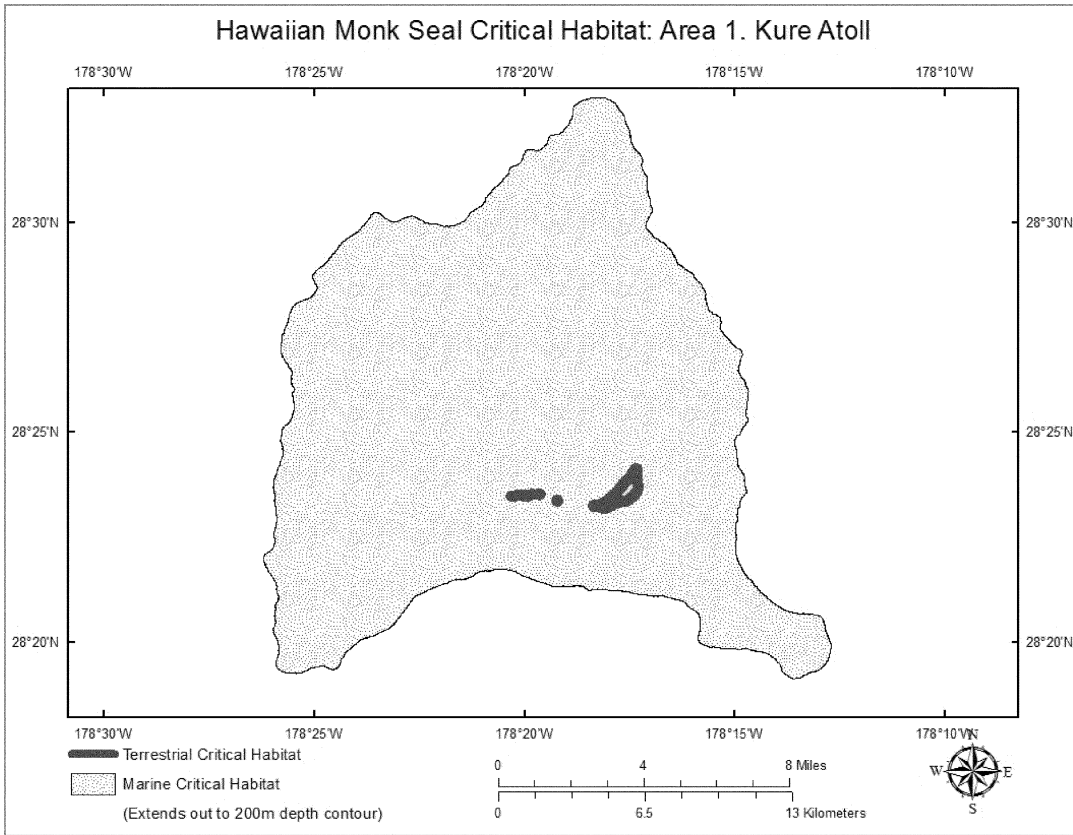 Hawaiian Monk Seal Critical Habitat: Area 1. Kure Atoll
178°30'W 178°25'W 178°20'W 178°15'W 178°10'W
28°30'N 28°30'N
28°25'N 28°25'N
28°20'N 28°20'N
178°30'W 178°25'W 178°20'W 178°15'W 178°10'W
Terrestrial Critical Habitat
Marine Critical Habitat
(Extends out to 200m depth contour)
0 4 8 Miles
0 6.5 13 Kilometers
N
W E
S